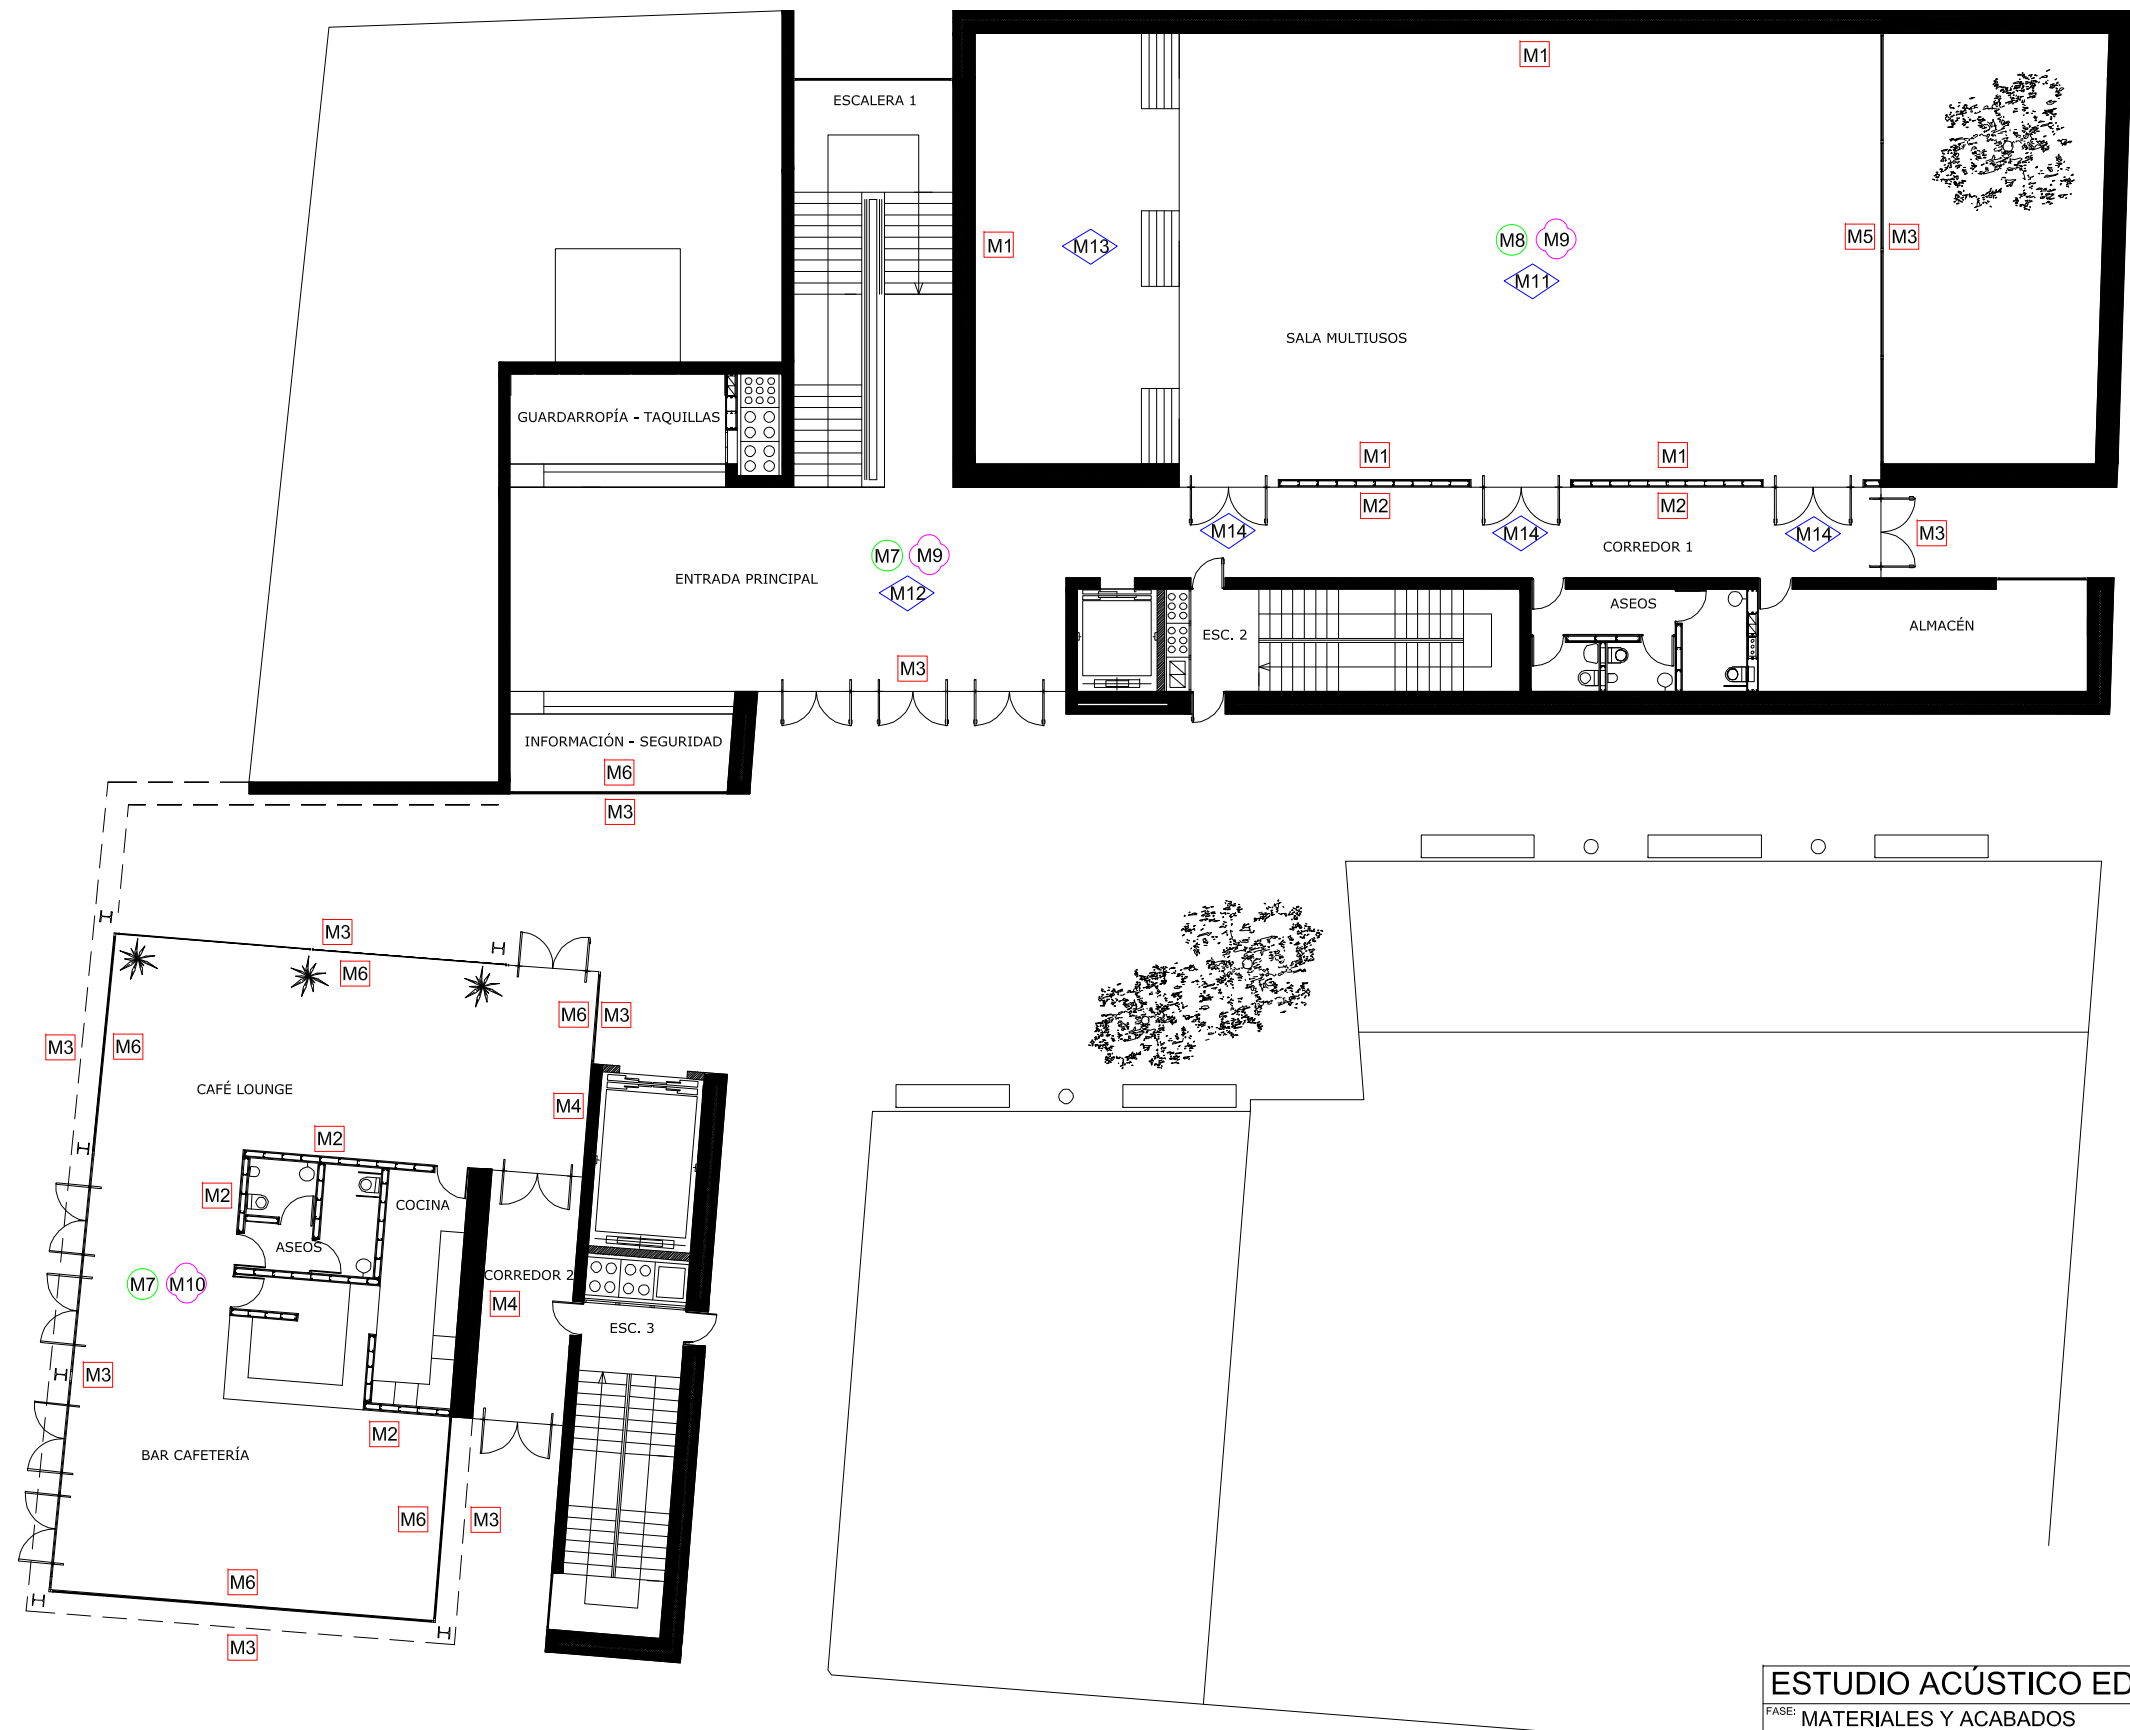 M1
ESCALERA 1
M1
M13
M8
M9
M5
M3
M11
SALA MULTIUSOS
GUARDARROPÍA - TAQUILLAS
M1
M1
M2
M2
M14
M14
M14
M3
CORREDOR 1
M7
M9
ENTRADA PRINCIPAL
M12
ASEOS
ESC. 2
ALMACÉN
M3
INFORMACIÓN - SEGURIDAD
M6
M3
M3
M6
M6
M3
M3
M6
CAFÉ LOUNGE
M4
M2
M2
COCINA
ASEOS
M7
M10
CORREDOR 2
M4
ESC. 3
M3
M2
BAR CAFETERÍA
M6
M3
M6
M3
ESTUDIO ACÚSTICO ED
FASE: MATERIALES Y ACABADOS